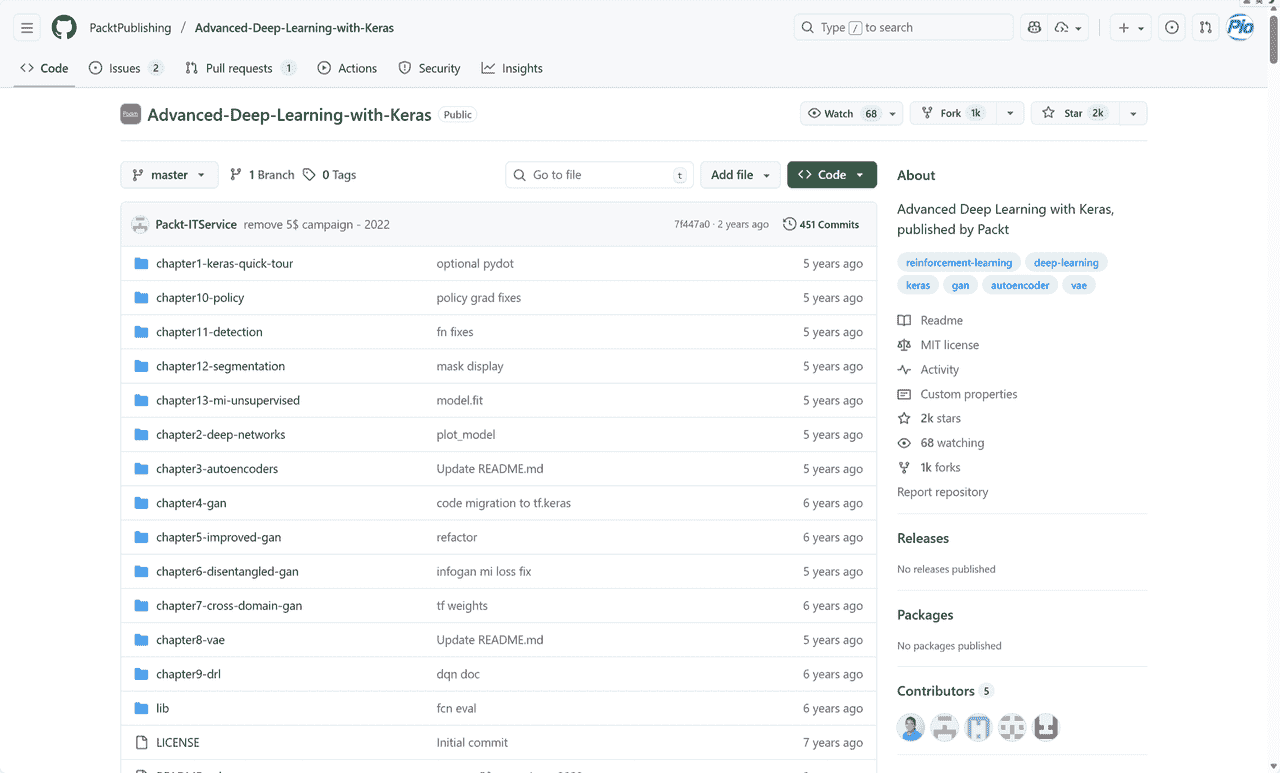 PacktPublishing / Advanced-Deep-Learning-with-Keras
Type / to search
Pio
Code Issues 2 Pull requests 1 Actions Security Insights
Advanced-Deep-Learning-with-Keras Public
Watch 68 Fork 1k Star 2k
master 1 Branch 0 Tags
Go to file t Add file Code
Packt-ITService remove 5$ campaign - 2022 7f447a0 · 2 years ago 451 Commits
chapter1-keras-quick-tour optional pydot 5 years ago
chapter10-policy policy grad fixes 5 years ago
chapter11-detection fn fixes 5 years ago
chapter12-segmentation mask display 5 years ago
chapter13-mi-unsupervised model.fit 5 years ago
chapter2-deep-networks plot_model 5 years ago
chapter3-autoencoders Update README.md 5 years ago
chapter4-gan code migration to tf.keras 6 years ago
chapter5-improved-gan refactor 6 years ago
chapter6-disentangled-gan infogan mi loss fix 5 years ago
chapter7-cross-domain-gan tf weights 6 years ago
chapter8-vae Update README.md 5 years ago
chapter9-drl dqn doc 6 years ago
lib fcn eval 6 years ago
LICENSE Initial commit 7 years ago
About
Advanced Deep Learning with Keras,
published by Packt
reinforcement-learning deep-learning
keras gan autoencoder vae
Readme
MIT license
Activity
Custom properties
2k stars
68 watching
1k forks
Report repository
Releases
No releases published
Packages
No packages published
Contributors 5